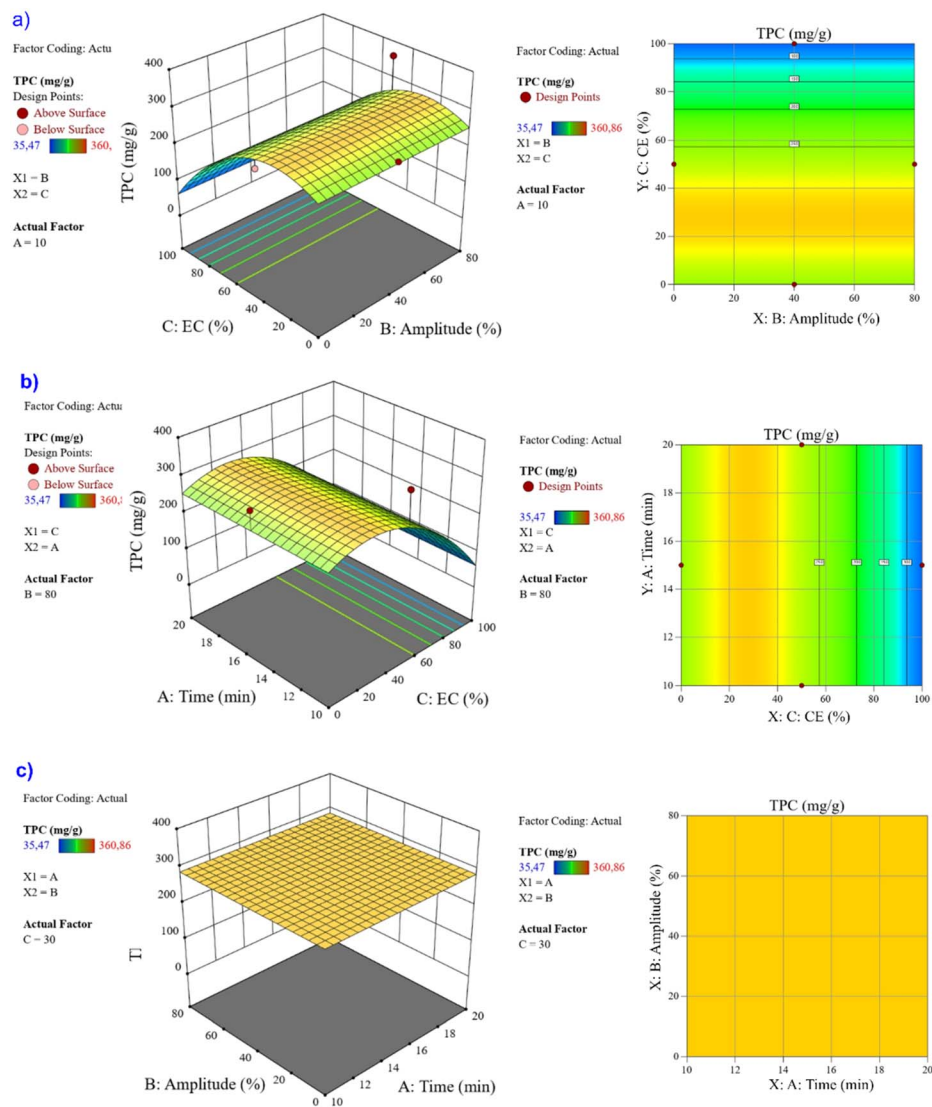 a)
Factor Coding: Actu
TPC (mg/g)
Design Points:
Above Surface
Below Surface
35,47 360,
X1 = B
X2 = C
Actual Factor
A = 10
TPC (mg/g)
400
300
200
100
0
100
80
60
40
20
0
C: EC (%)
0
20
40
60
80
B: Amplitude (%)
Factor Coding: Actual
TPC (mg/g)
Design Points
35,47 360,86
X1 = B
X2 = C
Actual Factor
A = 10
TPC (mg/g)
Y: C: CE (%)
100
80
60
40
20
0
0 20 40 60 80
X: B: Amplitude (%)
b)
Factor Coding: Actu
TPC (mg/g)
Design Points:
Above Surface
Below Surface
35,47 360,8
X1 = C
X2 = A
Actual Factor
B = 80
TPC (mg/g)
400
300
200
100
0
20
18
16
14
12
10
A: Time (min)
0
20
40
60
80
100
C: EC (%)
Factor Coding: Actual
TPC (mg/g)
Design Points
35,47 360,86
X1 = C
X2 = A
Actual Factor
B = 80
TPC (mg/g)
Y: A: Time (min)
20
18
16
14
12
10
0 20 40 60 80 100
X: C: CE (%)
c)
Factor Coding: Actual
TPC (mg/g)
35,47 360,86
X1 = A
X2 = B
Actual Factor
C = 30
400
300
200
100
0
80
60
40
20
0
B: Amplitude (%)
10
12
14
16
18
20
A: Time (min)
Factor Coding: Actual
TPC (mg/g)
35,47 360,86
X1 = A
X2 = B
Actual Factor
C = 30
TPC (mg/g)
X: B: Amplitude (%)
80
60
40
20
0
10 12 14 16 18 20
X: A: Time (min)